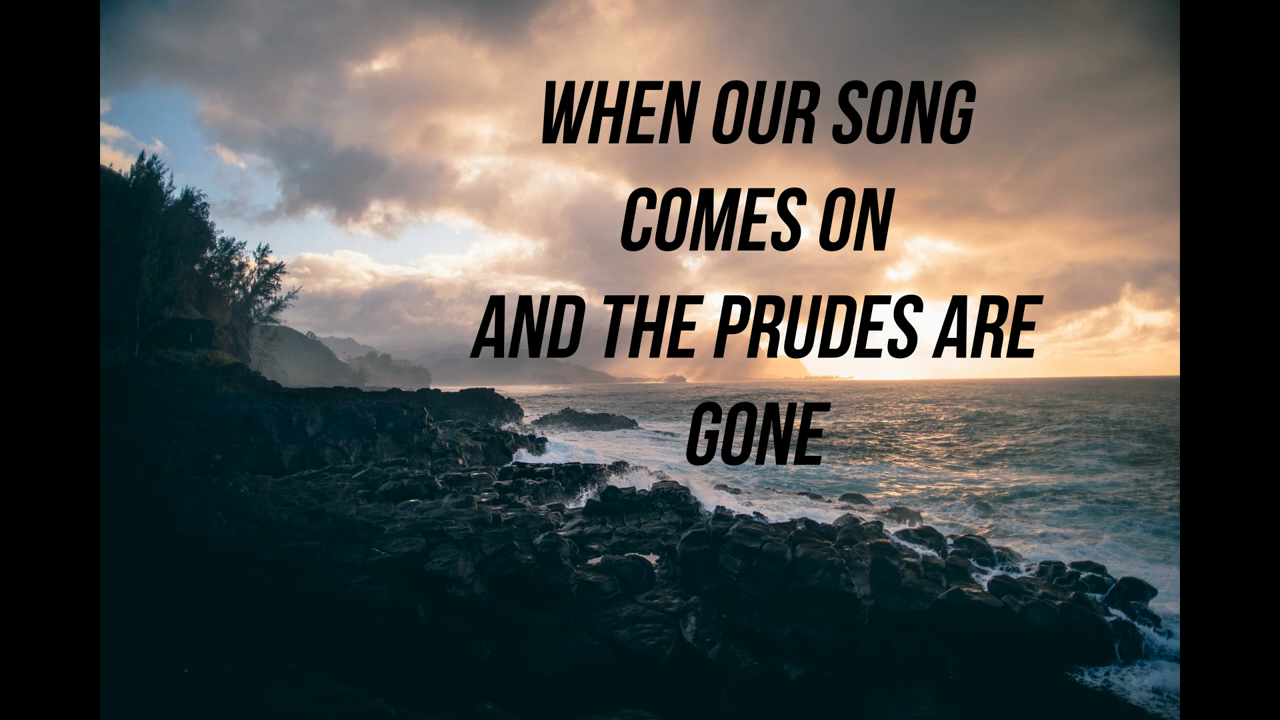 WHEN OUR SONG
COMES ON
AND THE PRUDES ARE
GONE